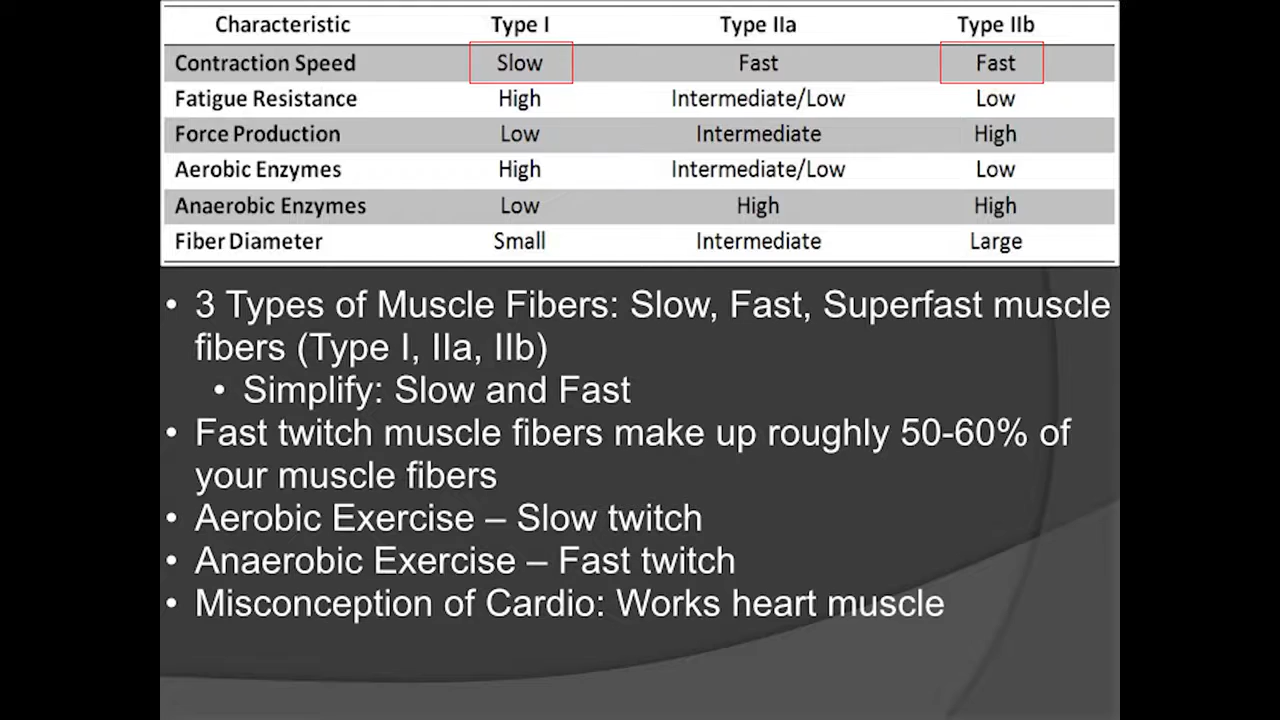 Characteristic Type I Type IIa Type IIb
Contraction Speed Slow Fast Fast
Fatigue Resistance High Intermediate/Low Low
Force Production Low Intermediate High
Aerobic Enzymes High Intermediate/Low Low
Anaerobic Enzymes Low High High
Fiber Diameter Small Intermediate Large
• 3 Types of Muscle Fibers: Slow, Fast, Superfast muscle
fibers (Type I, IIa, IIb)
• Simplify: Slow and Fast
• Fast twitch muscle fibers make up roughly 50-60% of
your muscle fibers
• Aerobic Exercise – Slow twitch
• Anaerobic Exercise – Fast twitch
• Misconception of Cardio: Works heart muscle